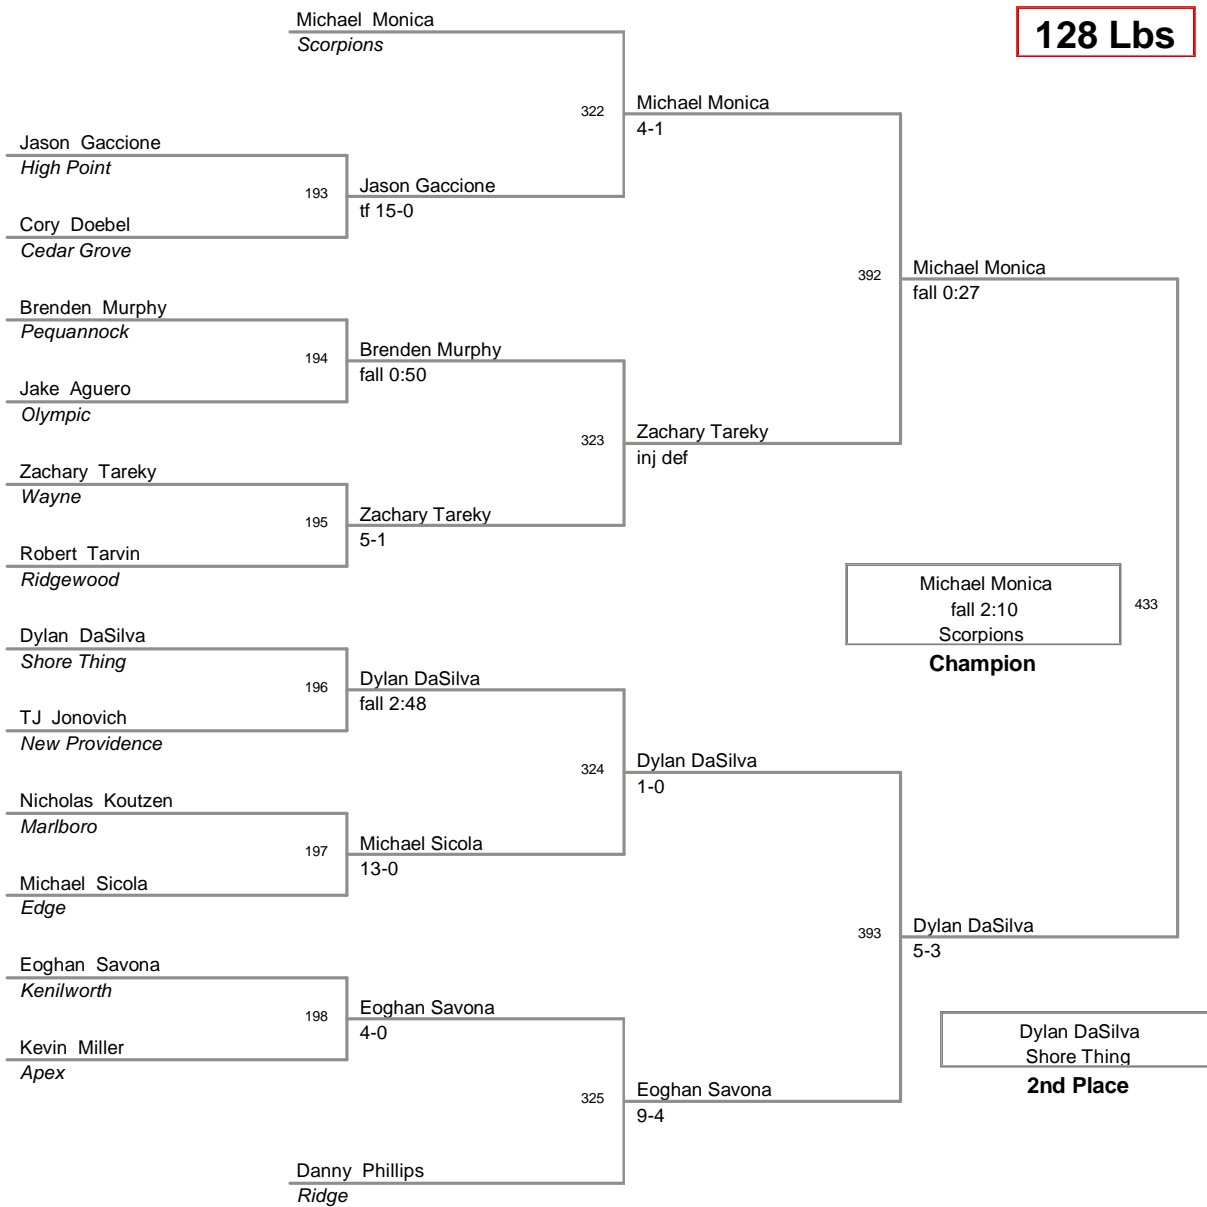 Michael Monica
Scorpions
128 Lbs
322
Michael Monica
4-1
Jason Gaccione
High Point
193
Jason Gaccione
tf 15-0
Cory Doebel
Cedar Grove
392
Michael Monica
fall 0:27
Brenden Murphy
Pequannock
194
Brenden Murphy
fall 0:50
Jake Aguero
Olympic
323
Zachary Tareky
inj def
Zachary Tareky
Wayne
195
Zachary Tareky
5-1
Robert Tarvin
Ridgewood
Michael Monica
fall 2:10
Scorpions
Champion
433
Dylan DaSilva
Shore Thing
196
Dylan DaSilva
fall 2:48
TJ Jonovich
New Providence
324
Dylan DaSilva
1-0
Nicholas Koutzen
Marlboro
197
Michael Sicola
13-0
Michael Sicola
Edge
393
Dylan DaSilva
5-3
Eoghan Savona
Kenilworth
198
Eoghan Savona
4-0
Kevin Miller
Apex
Dylan DaSilva
Shore Thing
2nd Place
325
Eoghan Savona
9-4
Danny Phillips
Ridge